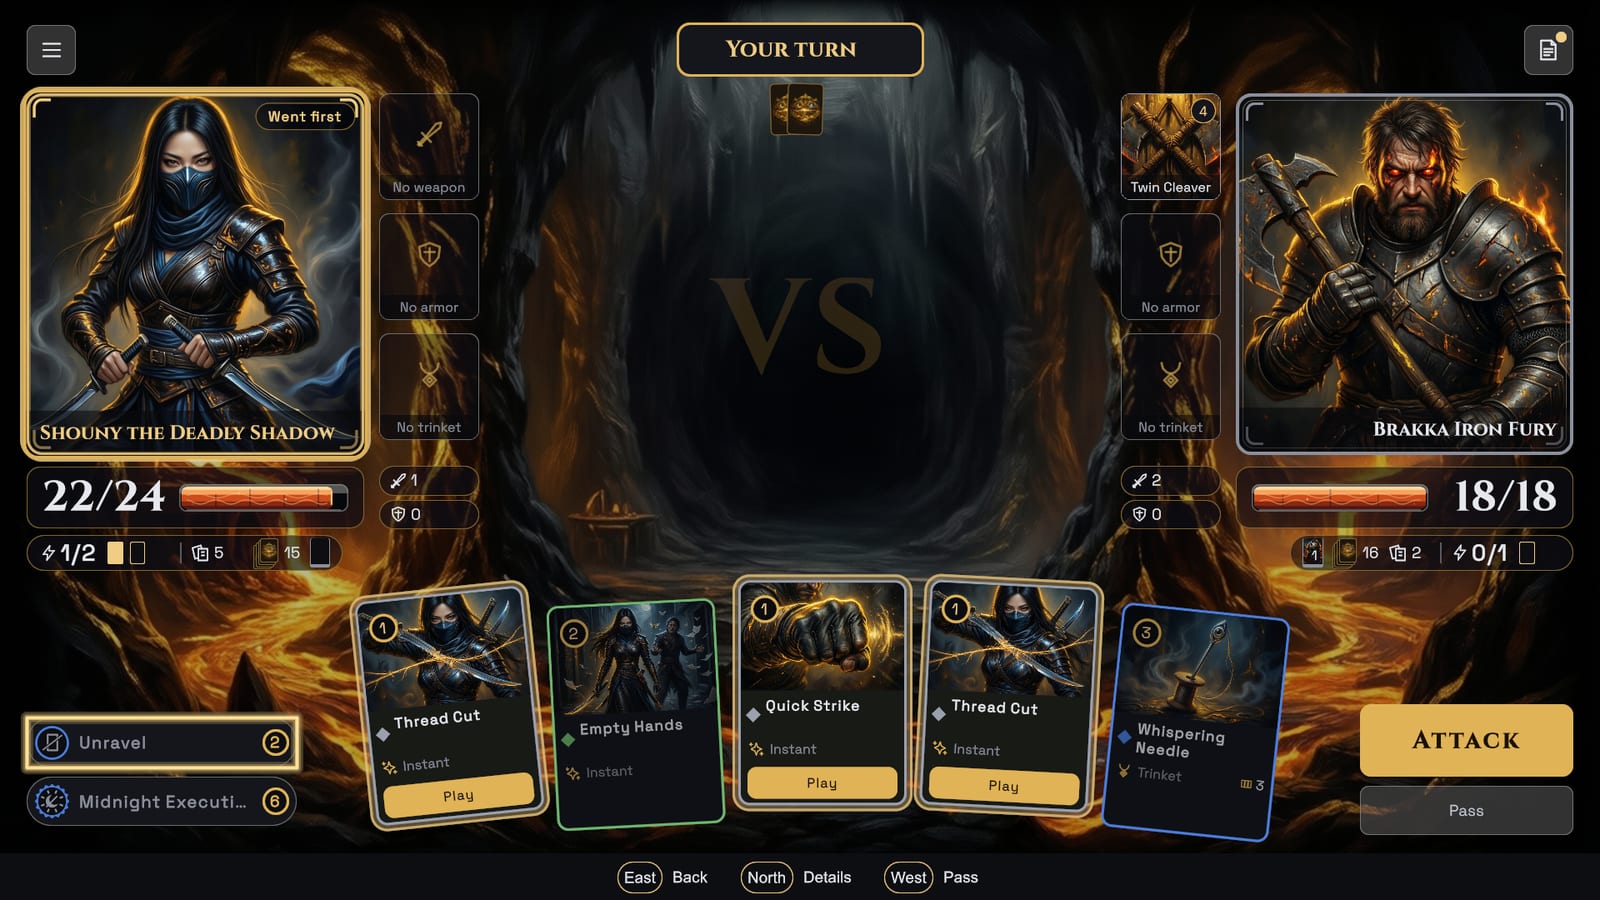 YOUR TURN
Went first
No weapon
No armor
No trinket
SHOUNY THE DEADLY SHADOW
22/24
1
0
1/2
5
15
VS
4
Twin Cleaver
No armor
No trinket
BRAKKA IRON FURY
2
0
18/18
1
16
2
0/1
Unravel
2
Midnight Executi...
6
1
Thread Cut
Instant
Play
2
Empty Hands
Instant
1
Quick Strike
Instant
Play
1
Thread Cut
Instant
Play
3
Whispering
Needle
Trinket
3
ATTACK
Pass
East Back
North Details
West Pass